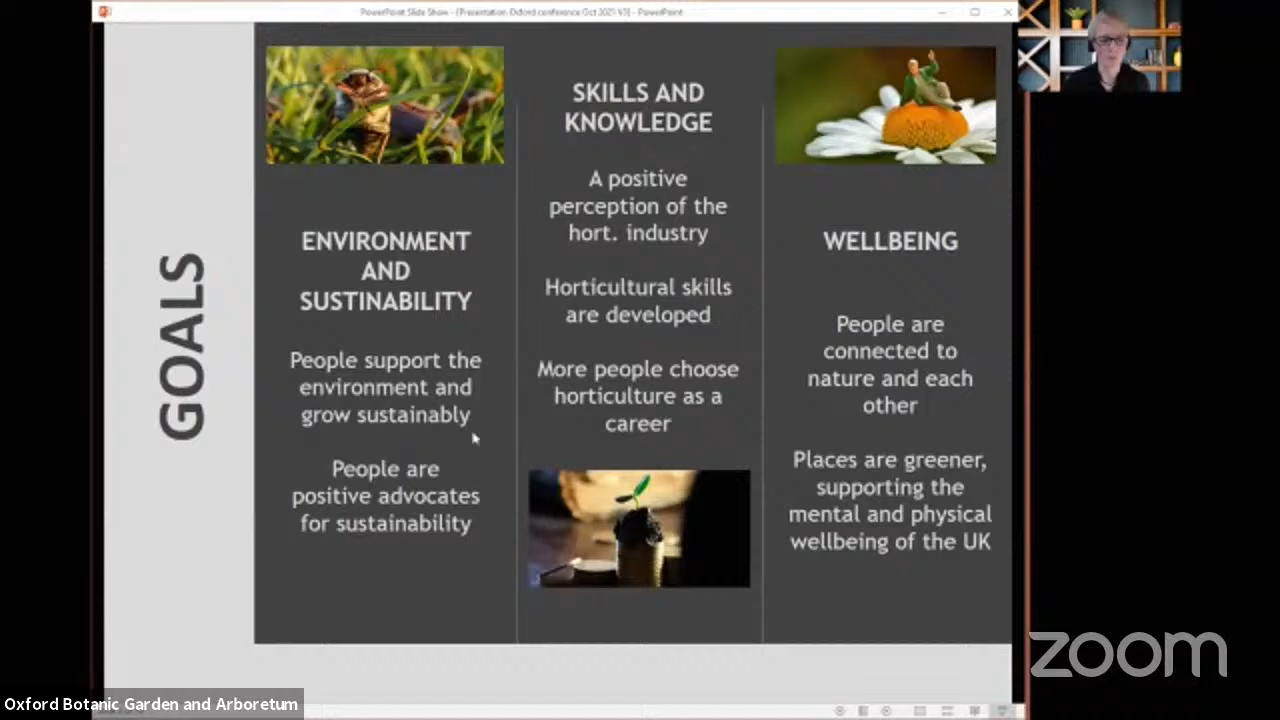 PowerPoint Slide Show - [Presentation Oxford conference Oct 2021 V3] - PowerPoint
GOALS
ENVIRONMENT
AND
SUSTINABILITY
People support the
environment and
grow sustainably
People are
positive advocates
for sustainability
SKILLS AND
KNOWLEDGE
A positive
perception of the
hort. industry
Horticultural skills
are developed
More people choose
horticulture as a
career
WELLBEING
People are
connected to
nature and each
other
Places are greener,
supporting the
mental and physical
wellbeing of the UK
zoom
Oxford Botanic Garden and Arboretum